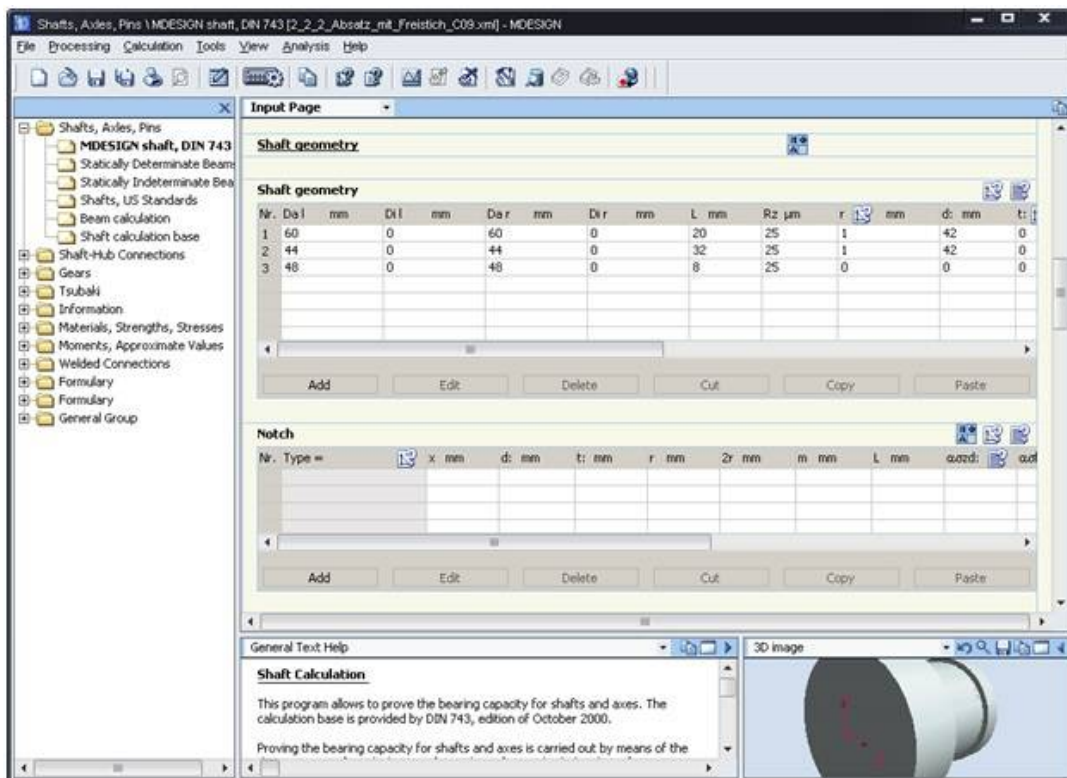 Shafts, Axles, Pins \ MDESIGN shaft, DIN 743 [2_2_2_Absatz_mit_Freistich_C09.xml] - MDESIGN
File Processing Calculation Tools View Analysis Help
Input Page
Shafts, Axles, Pins
MDESIGN shaft, DIN 743
Statically Determinate Beams
Statically Indeterminate Bea
Shafts, US Standards
Beam calculation
Shaft calculation base
Shaft-Hub Connections
Gears
Tsubaki
Information
Materials, Strengths, Stresses
Moments, Approximate Values
Welded Connections
Formulary
Formulary
General Group
Shaft geometry
Shaft geometry
Nr. Da l mm Di l mm Da r mm Di r mm L mm Rz µm r mm d: mm t:
1 60 0 60 0 20 25 1 42 0
2 44 0 44 0 32 25 1 42 0
3 48 0 48 0 8 25 0 0 0
Add Edit Delete Cut Copy Paste
Notch
Nr. Type = x mm d: mm t: mm r mm 2r mm m mm L mm ασzd:
Add Edit Delete Cut Copy Paste
General Text Help
Shaft Calculation
This program allows to prove the bearing capacity for shafts and axes. The
calculation base is provided by DIN 743, edition of October 2000.
Proving the bearing capacity for shafts and axes is carried out by means of the
3D image